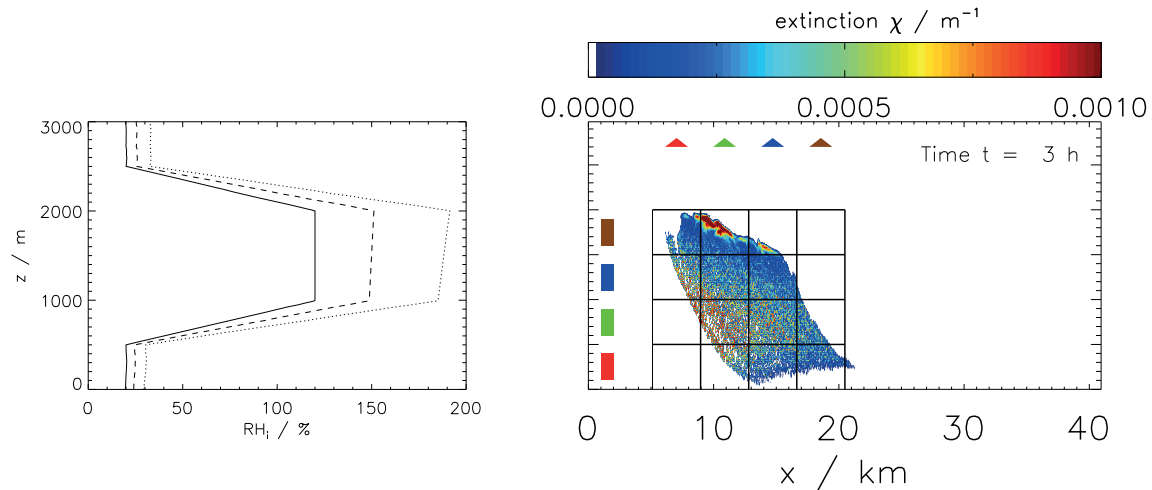 extinction χ / m⁻¹
0.0000 0.0005 0.0010
3000
2000
1000
0
z / m
0 50 100 150 200
RHᵢ / %
Time t = 3 h
0 10 20 30 40
x / km